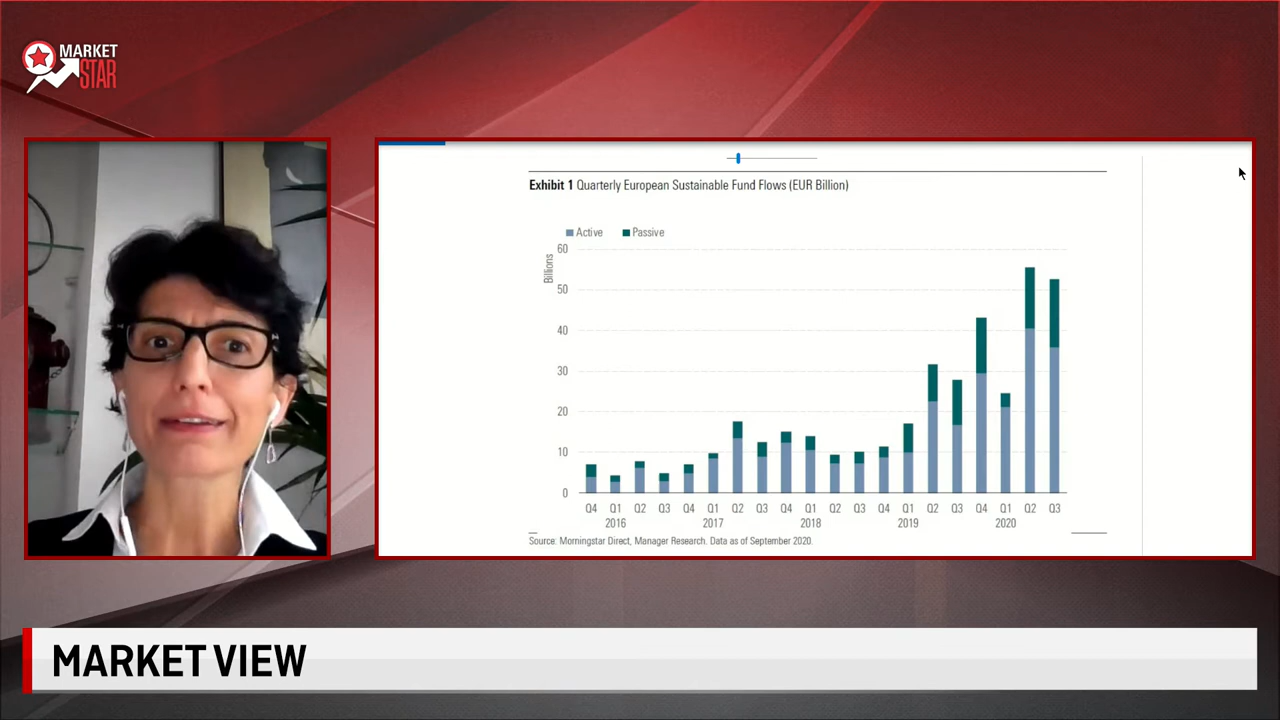 MARKET
STAR
Exhibit 1 Quarterly European Sustainable Fund Flows (EUR Billion)
Active Passive
Billions
60
50
40
30
20
10
0
Q4 Q1 Q2 Q3 Q4 Q1 Q2 Q3 Q4 Q1 Q2 Q3 Q4 Q1 Q2 Q3 Q4 Q1 Q2 Q3
2016 2017 2018 2019 2020
Source: Morningstar Direct, Manager Research. Data as of September 2020.
MARKET VIEW